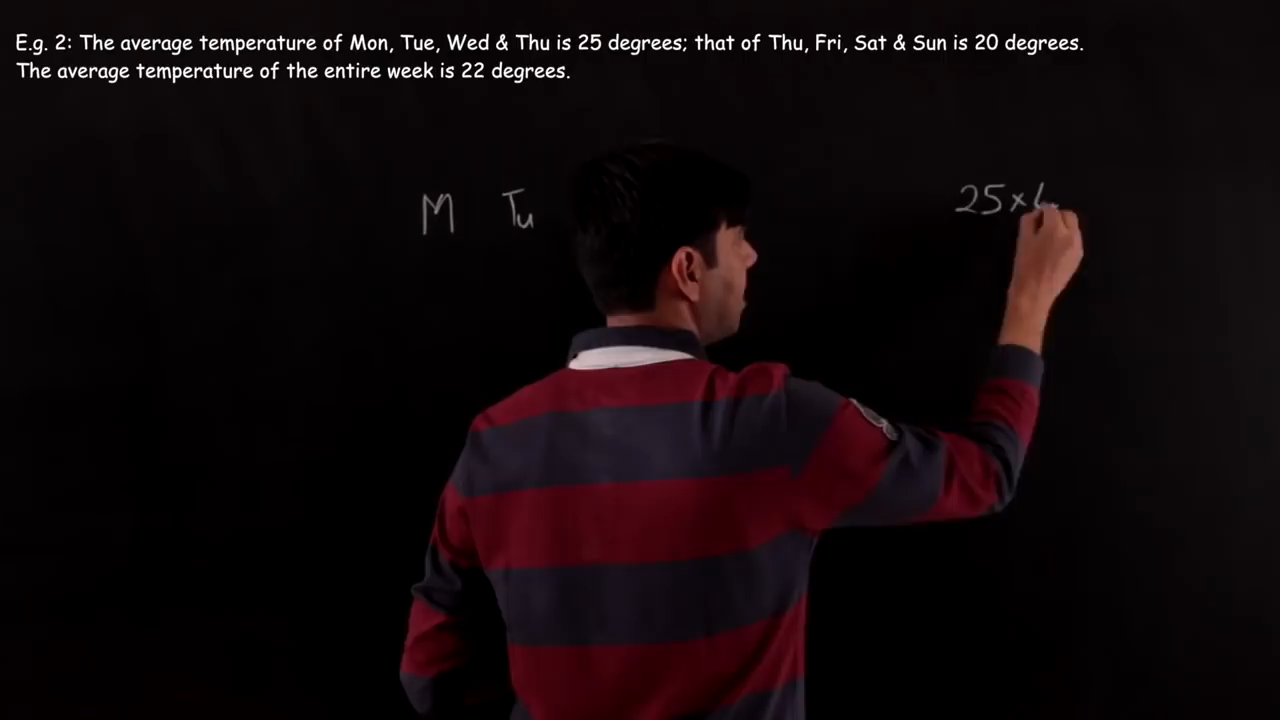 E.g. 2: The average temperature of Mon, Tue, Wed & Thu is 25 degrees; that of Thu, Fri, Sat & Sun is 20 degrees.
The average temperature of the entire week is 22 degrees.
M Tu 25×